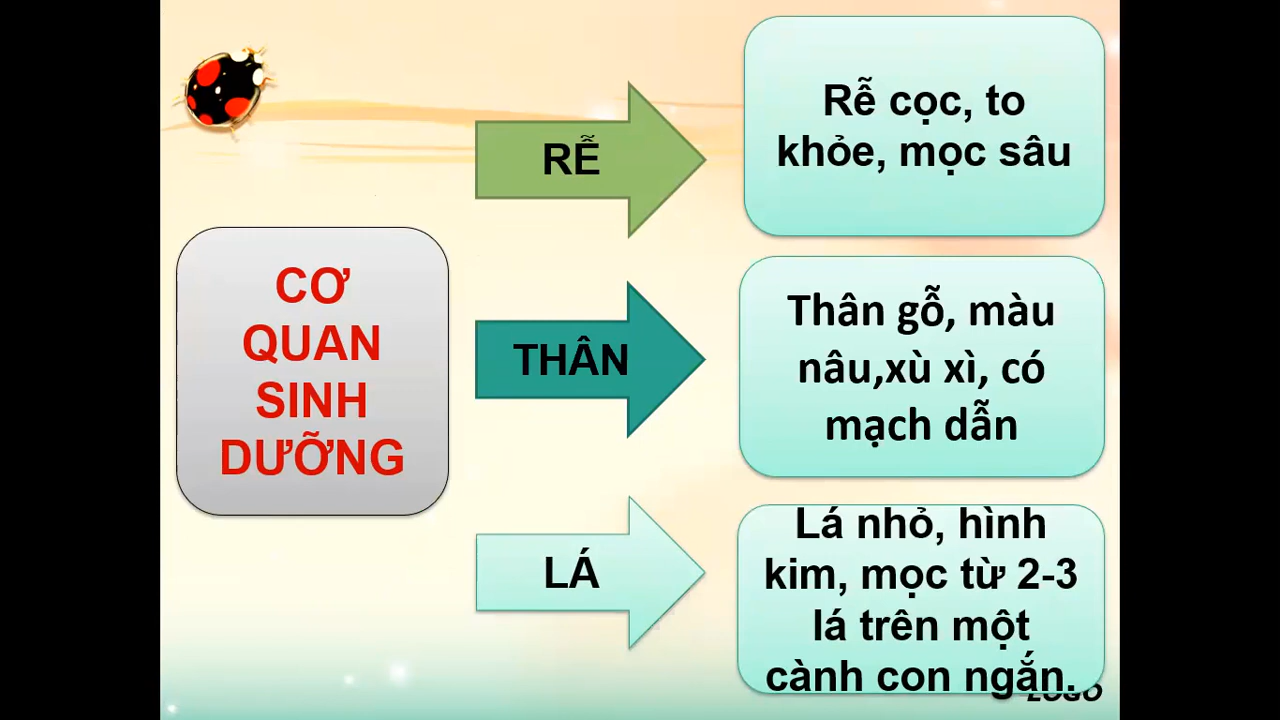 CƠ
QUAN
SINH
DƯỠNG
RỄ
Rễ cọc, to
khỏe, mọc sâu
THÂN
Thân gỗ, màu
nâu,xù xì, có
mạch dẫn
LÁ
Lá nhỏ, hình
kim, mọc từ 2-3
lá trên một
cành con ngắn.
LOGO